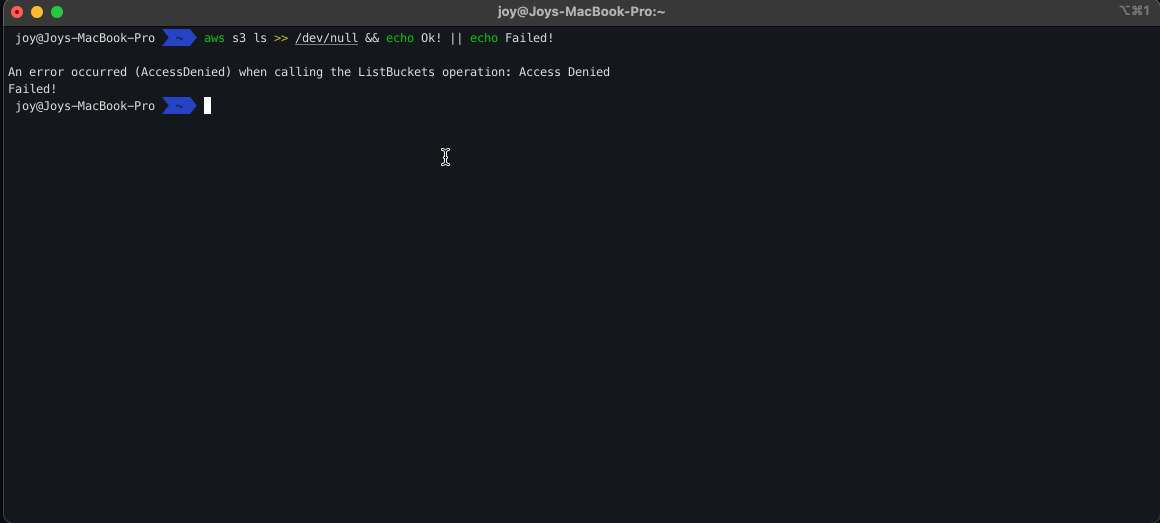 joy@Joys-MacBook-Pro:~
⌥⌘1
joy@Joys-MacBook-Pro ~ aws s3 ls >> /dev/null && echo Ok! || echo Failed!
An error occurred (AccessDenied) when calling the ListBuckets operation: Access Denied
Failed!
joy@Joys-MacBook-Pro ~